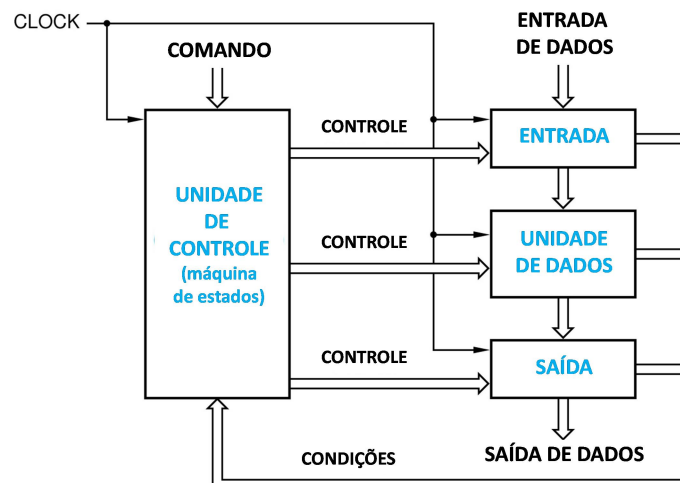 CLOCK
COMANDO
ENTRADA
DE DADOS
CONTROLE
ENTRADA
UNIDADE
DE
CONTROLE
(máquina
de estados)
CONTROLE
UNIDADE
DE DADOS
CONTROLE
SAÍDA
CONDIÇÕES
SAÍDA DE DADOS